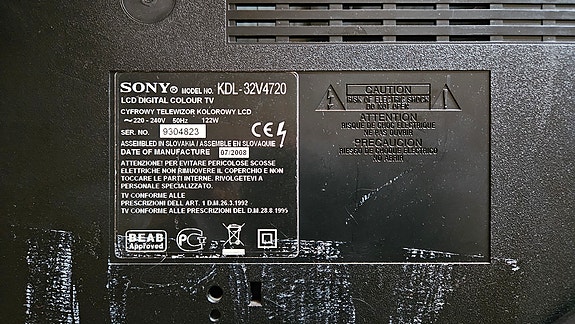 SONY® MODEL NO. KDL-32V4720
LCD DIGITAL COLOUR TV
CYFROWY TELEWIZOR KOLOROWY LCD
~ 220 - 240V 50Hz 122W
SER. NO. 9304823
CE
ASSEMBLED IN SLOVAKIA / ASSEMBLE EN SLOVAQUIE
DATE OF MANUFACTURE 07/2008
ATTENZIONE! PER EVITARE PERICOLOSE SCOSSE
ELETTRICHE NON RIMUOVERE IL COPERCHIO E NON
TOCCARE LE PARTI INTERNE. RIVOLGETEVI A
PERSONALE SPECIALIZZATO.
TV CONFORME ALLE
PRESCRIZIONI DELL ART. 1 D.M.26.3.1992
TV CONFORME ALLE PRESCRIZIONI DEL D.M.28.8.1995
BEAB
Approved
CAUTION
RISK OF ELECTRIC SHOCK
DO NOT OPEN
ATTENTION
RISQUE DE CHOC ELECTRIQUE
NE PAS OUVRIR
PRECAUCION
RIESGO DE CHOQUE ELECTRICO
NO ABRIR